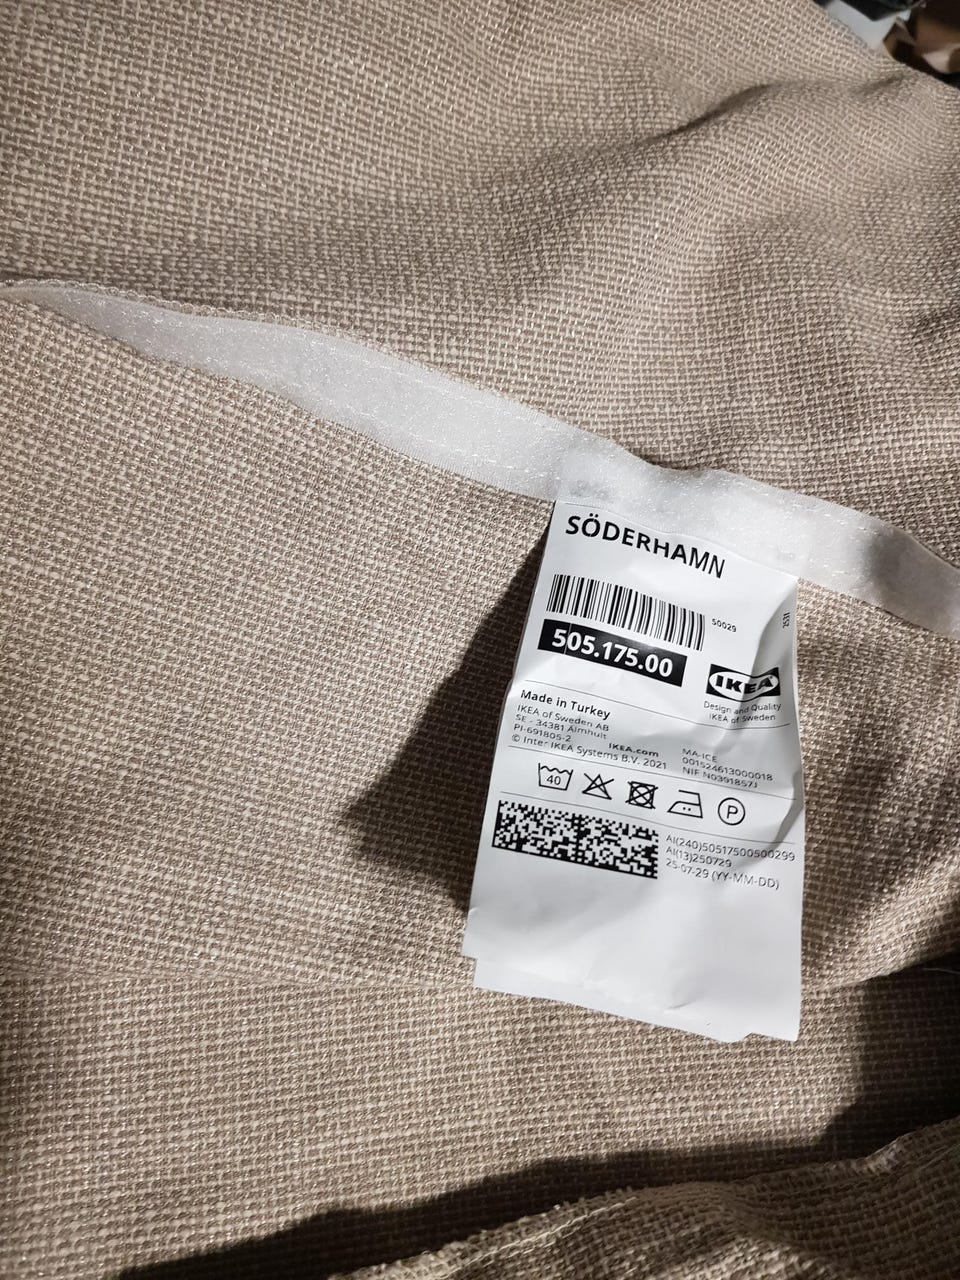 SÖDERHAMN
50029
505.175.00
IKEA
Design and Quality
IKEA of Sweden
Made in Turkey
IKEA of Sweden AB
SE - 34381 Älmhult
PI-691805-2
IKEA.com
© Inter IKEA Systems B.V. 2021
MA-ICE
001524613000018
NIF N0391857J
40
P
AI(240)50517500500299
AI(13)250729
25-07-29 (YY-MM-DD)